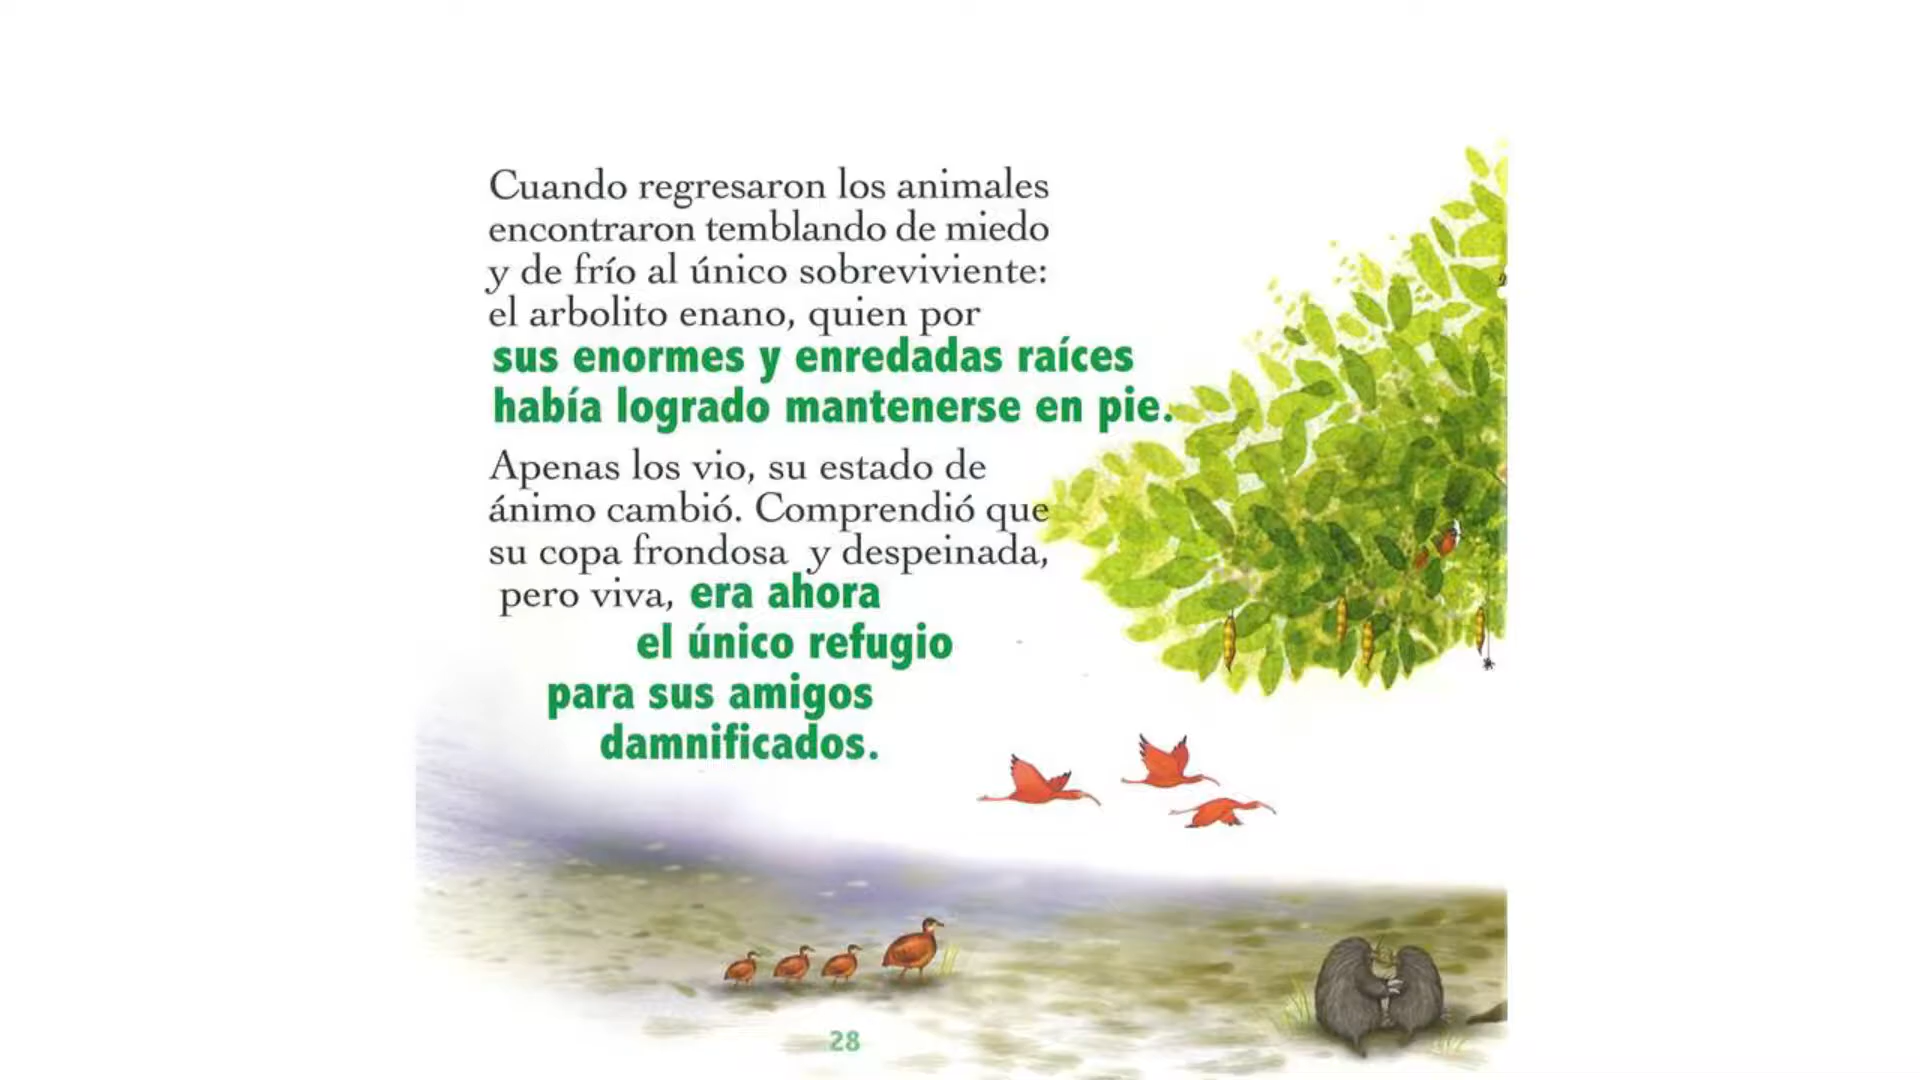 Cuando regresaron los animales
encontraron temblando de miedo
y de frío al único sobreviviente:
el arbolito enano, quien por
sus enormes y enredadas raíces
había logrado mantenerse en pie.
Apenas los vio, su estado de
ánimo cambió. Comprendió que
su copa frondosa y despeinada,
pero viva, era ahora
el único refugio
para sus amigos
damnificados.
28